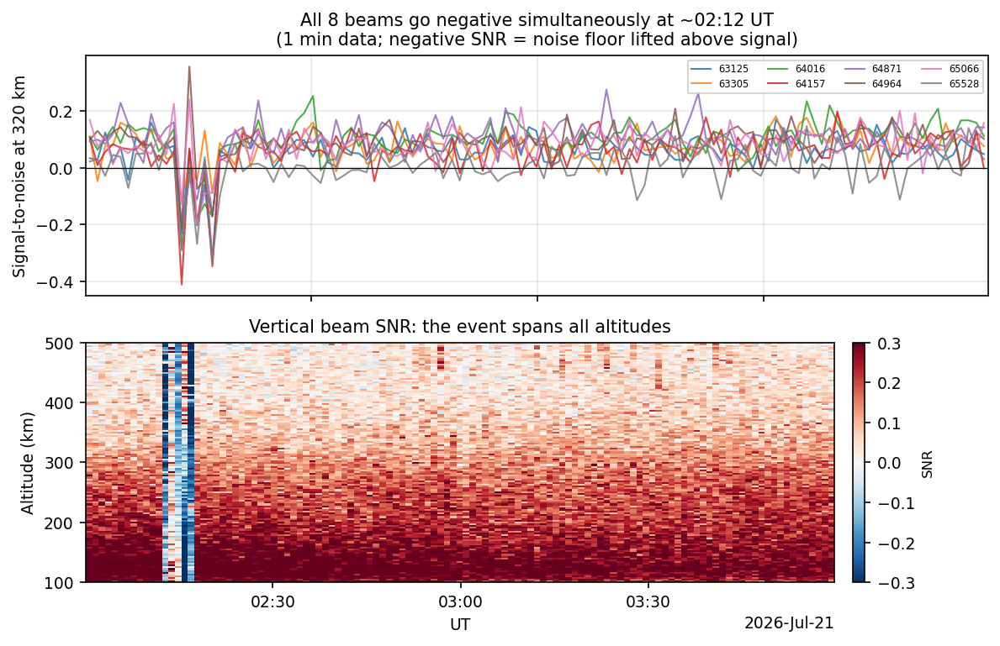 All 8 beams go negative simultaneously at ~02:12 UT
(1 min data; negative SNR = noise floor lifted above signal)
63125 64016 64871 65066
63305 64157 64964 65528
Signal-to-noise at 320 km
0.2
0.0
−0.2
−0.4
Vertical beam SNR: the event spans all altitudes
Altitude (km)
500
400
300
200
100
02:30 03:00 03:30
UT
2026-Jul-21
0.3
0.2
0.1
0.0
−0.1
−0.2
−0.3
SNR